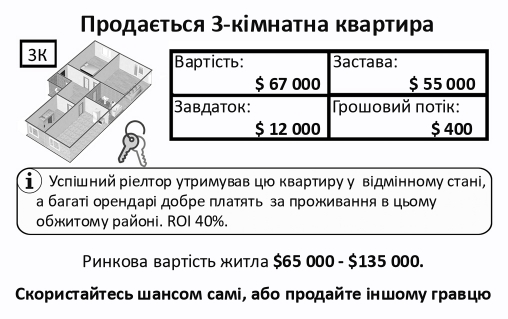 Продається 3-кімнатна квартира
3К
Вартість:
$ 67 000
Застава:
$ 55 000
Завдаток:
$ 12 000
Грошовий потік:
$ 400
i Успішний ріелтор утримував цю квартиру у відмінному стані,
а багаті орендарі добре платять за проживання в цьому
обжитому районі. ROI 40%.
Ринкова вартість житла $65 000 - $135 000.
Скористайтесь шансом самі, або продайте іншому гравцю